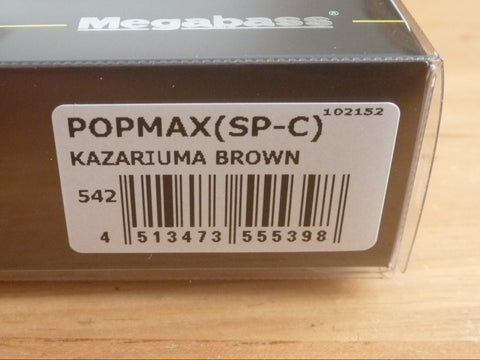 Megabass®
102152
POPMAX(SP-C)
KAZARIUMA BROWN
542
4 513473 555398